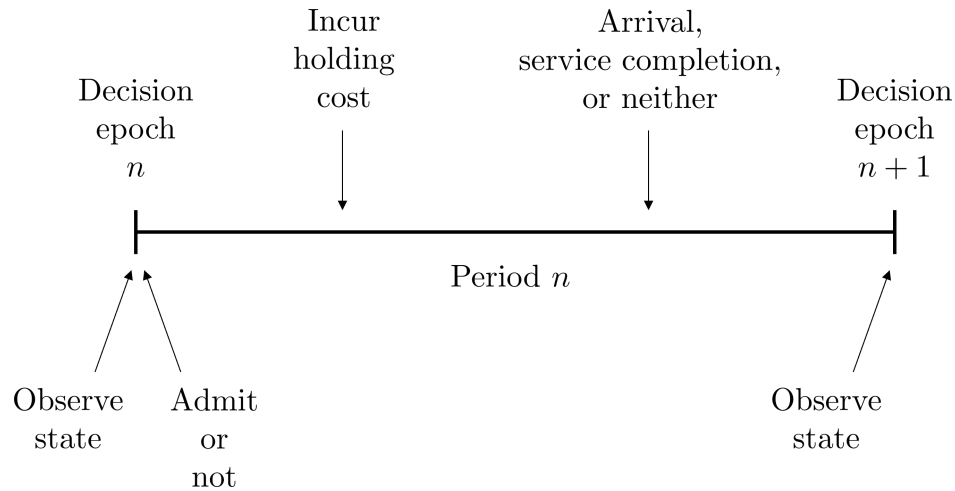 Incur
holding
cost
Arrival,
service completion,
or neither
Decision
epoch
n
Decision
epoch
n + 1
Period n
Observe
state
Admit
or
not
Observe
state